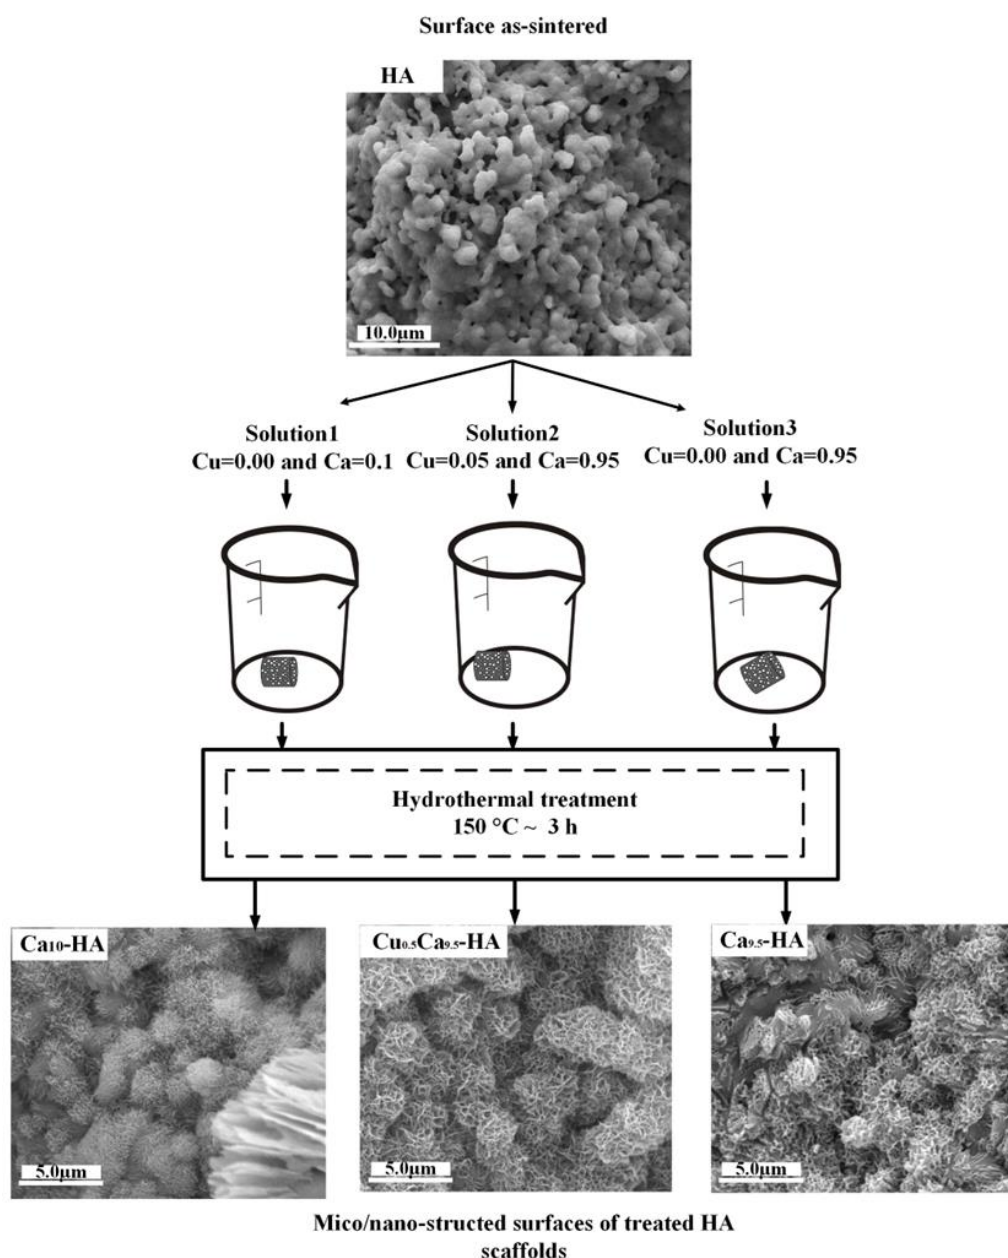 Surface as-sintered
HA
10.0μm
Solution1
Cu=0.00 and Ca=0.1
Solution2
Cu=0.05 and Ca=0.95
Solution3
Cu=0.00 and Ca=0.95
Hydrothermal treatment
150 °C ~ 3 h
Ca₁₀-HA
Cu₀.₅Ca₉.₅-HA
Ca₉.₅-HA
5.0μm
5.0μm
5.0μm
Mico/nano-structed surfaces of treated HA
scaffolds